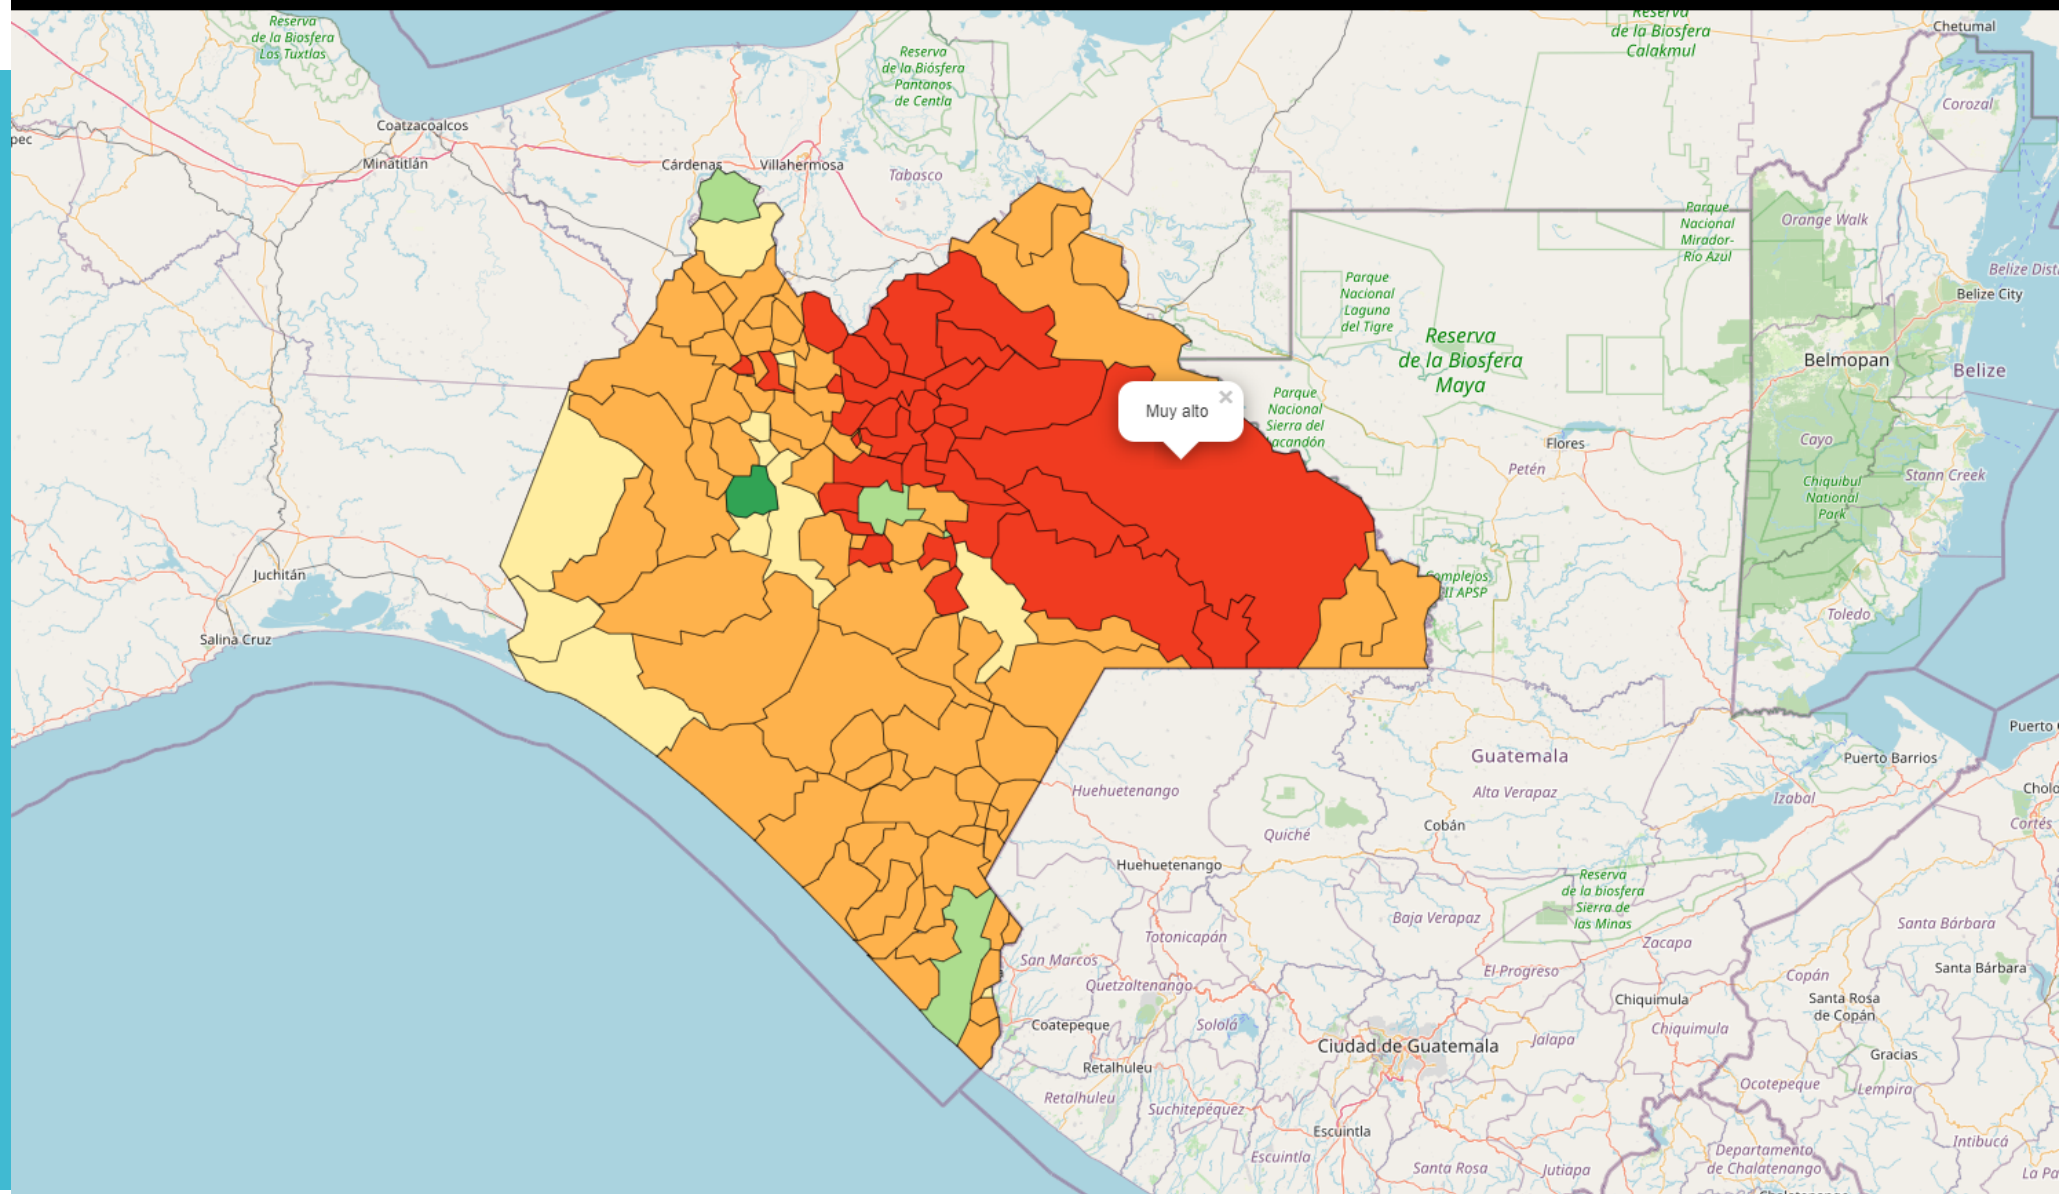 Reserva
de la Biosfera
Los Tuxtlas
Reserva
de la Biósfera
Pantanos
de Centla
Reserva
de la Biosfera
Calakmul
Chetumal
Corozal
Coatzacoalcos
pec
Minatitlán
Cárdenas
Villahermosa
Tabasco
Orange Walk
Parque
Nacional
Mirador-
Río Azul
Belize Dist
Belize City
Parque
Nacional
Laguna
del Tigre
Reserva
de la Biosfera
Maya
Belmopan
Belize
Muy alto
×
Parque
Nacional
Sierra del
Lacandón
Flores
Petén
Cayo
Stann Creek
Chiquibul
National
Park
Juchitán
Complejos
II APSP
Toledo
Salina Cruz
Guatemala
Puerto
Puerto Barrios
Huehuetenango
Alta Verapaz
Izabal
Cholo
Cortés
Quiché
Cobán
Huehuetenango
Reserva
de la biosfera
Sierra de
las Minas
Baja Verapaz
Santa Bárbara
Totonicapán
Zacapa
San Marcos
El Progreso
Copán
Santa Bárbara
Quetzaltenango
Chiquimula
Santa Rosa
de Copán
Coatepeque
Sololá
Chiquimula
Ciudad de Guatemala
Jalapa
Gracias
Retalhuleu
Ocotepeque
Lempira
Retalhuleu
Suchitepéquez
Escuintla
Intibucá
Escuintla
Santa Rosa
Jutiapa
Departamento
de Chalatenango
La Pa
Chalatenango